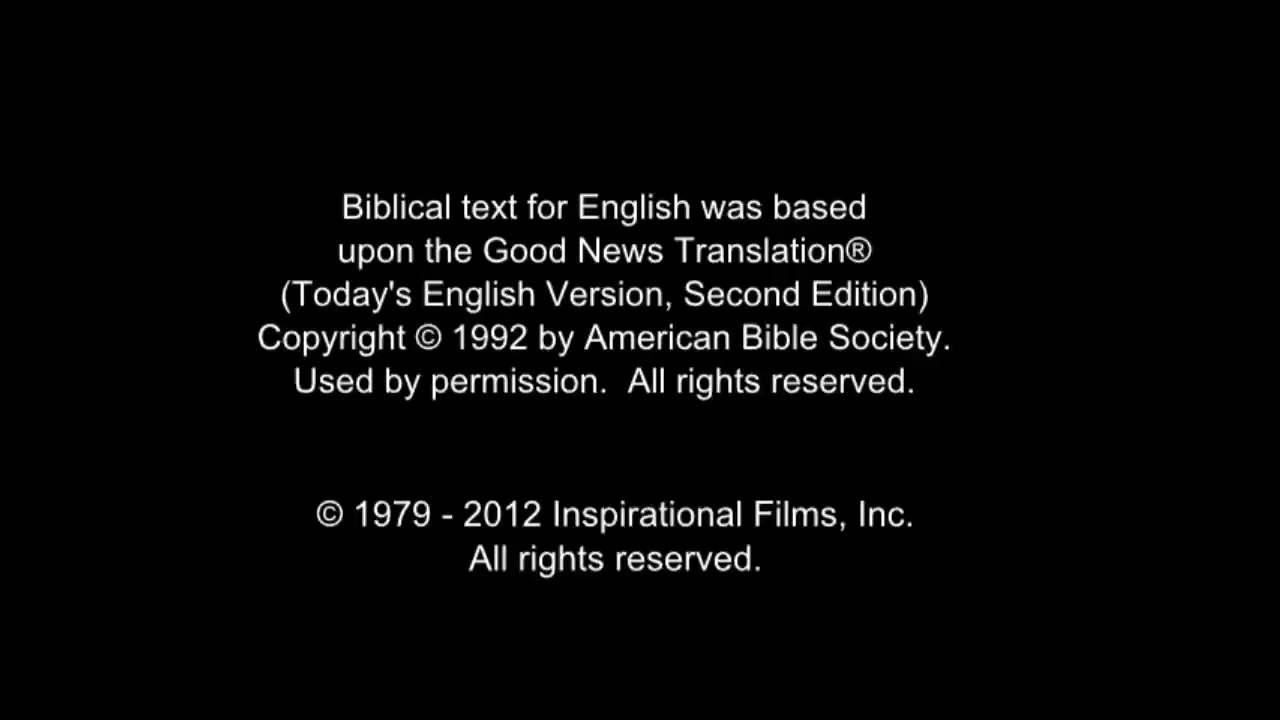 Biblical text for English was based
upon the Good News Translation®
(Today's English Version, Second Edition)
Copyright © 1992 by American Bible Society.
Used by permission.  All rights reserved.
© 1979 - 2012 Inspirational Films, Inc.
All rights reserved.